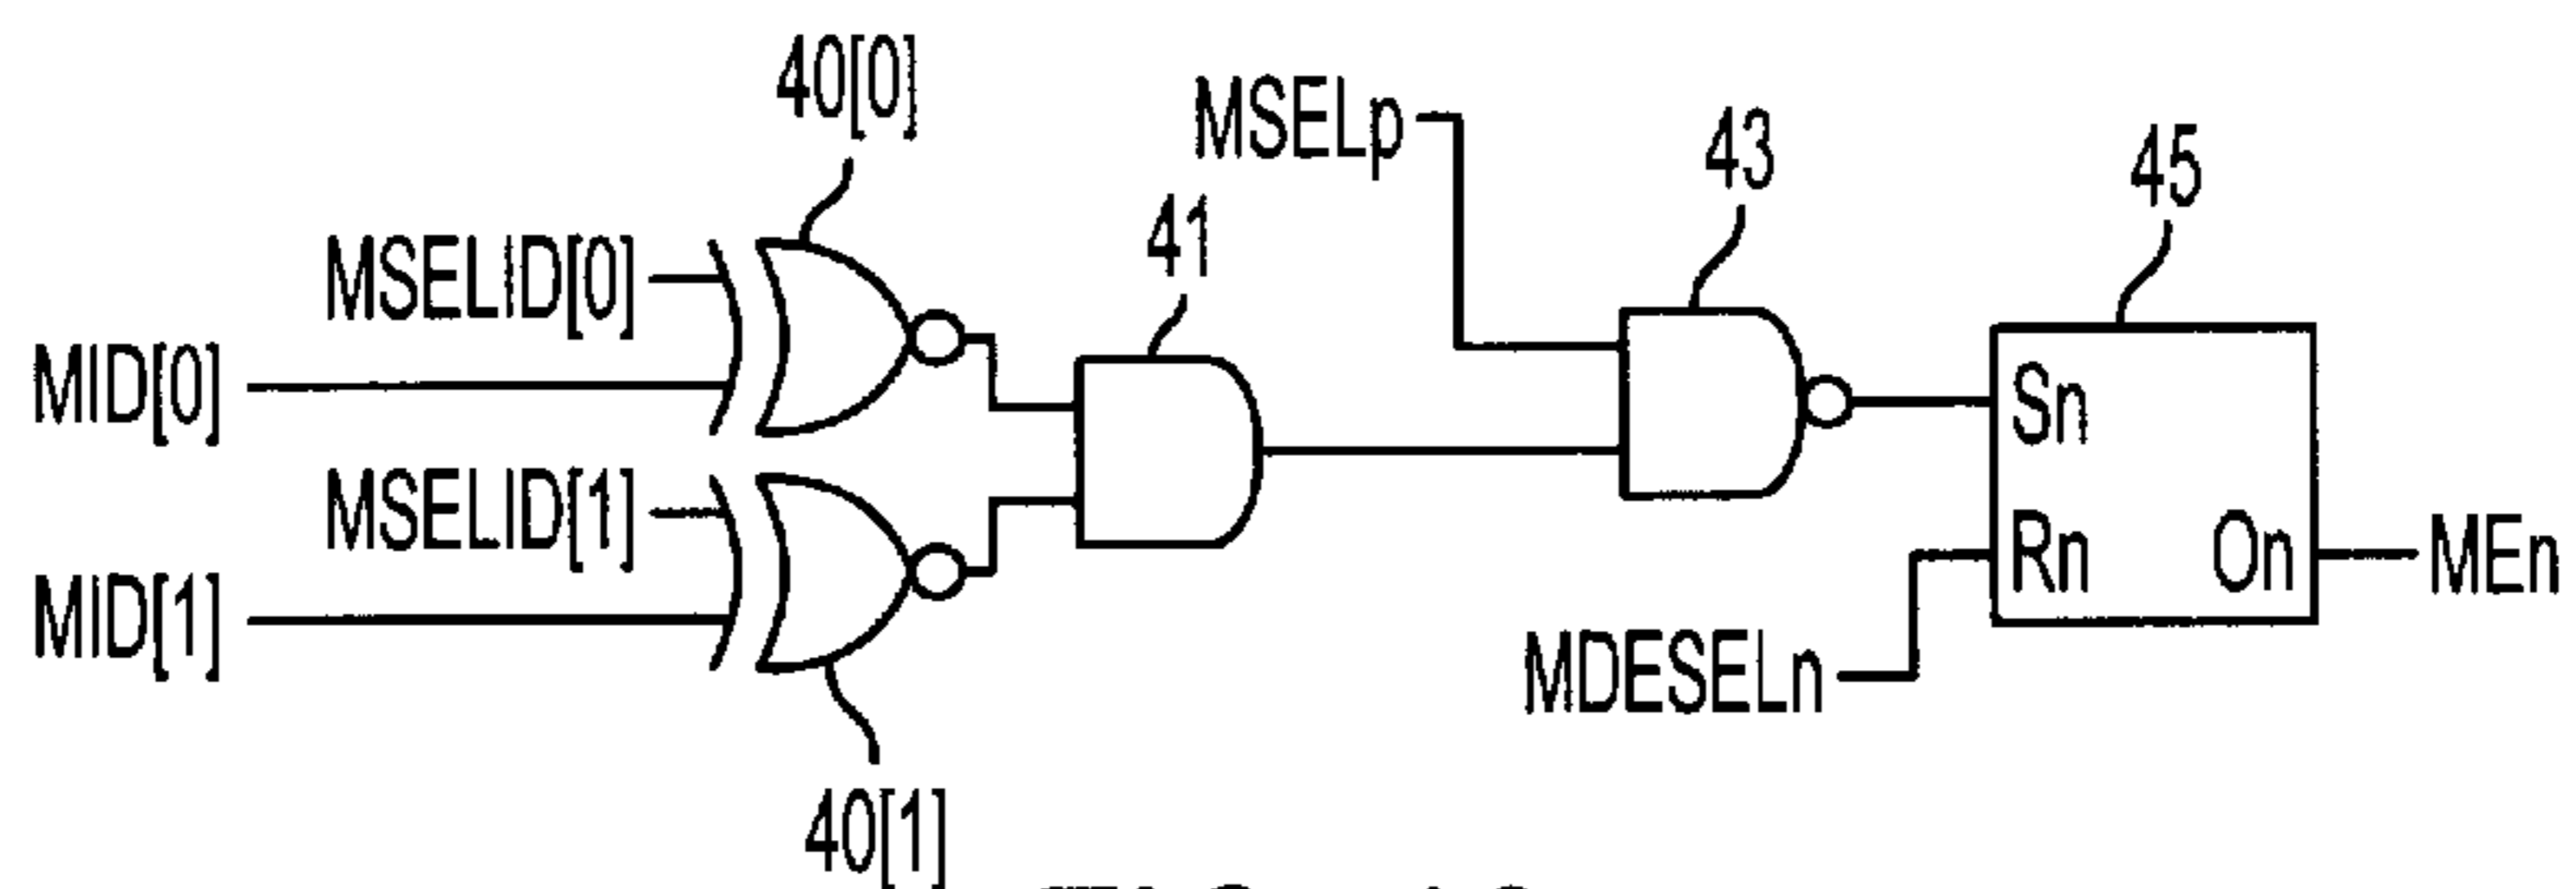 40[0]
MSELp
43
45
41
MSELID[0]
MID[0]
Sn
MSELID[1]
Rn
On
MEn
MID[1]
MDESELn
40[1]